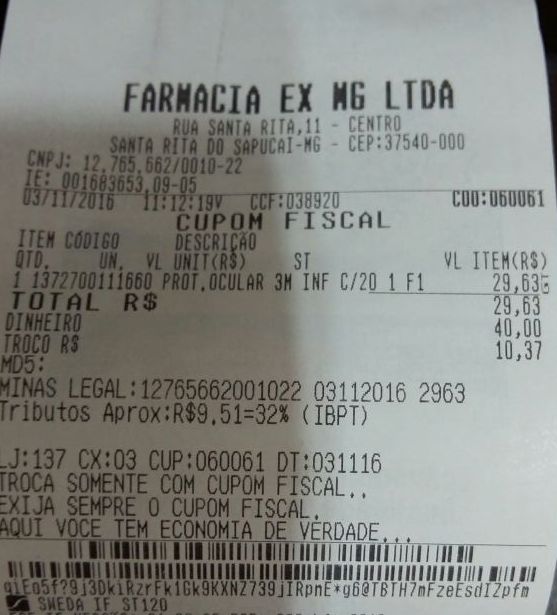 FARMACIA EX MG LTDA
RUA SANTA RITA,11 - CENTRO
SANTA RITA DO SAPUCAI-MG - CEP:37540-000
CNPJ: 12.765.662/0010-22
IE: 001683653.09-05
03/11/2016 11:12:19V CCF:038920 COO:060061
CUPOM FISCAL
ITEM CÓDIGO DESCRIÇÃO
QTD. UN. VL UNIT(R$) ST VL ITEM(R$)
1 1372700111660 PROT.OCULAR 3M INF C/20 1 F1 29,63
TOTAL R$ 29,63
DINHEIRO 40,00
TROCO R$ 10,37
MD5:
MINAS LEGAL:12765662001022 03112016 2963
Tributos Aprox:R$9.51=32% (IBPT)
LJ:137 CX:03 CUP:060061 DT:031116
TROCA SOMENTE COM CUPOM FISCAL..
EXIJA SEMPRE O CUPOM FISCAL.
AQUI VOCE TEM ECONOMIA DE VERDADE...
qiEo5f?9j3DkiRzrFk1Gk9KXNZ739jIRpnE*g6@TBTH7mFzeEsdIZpfm
SWEDA IF ST120